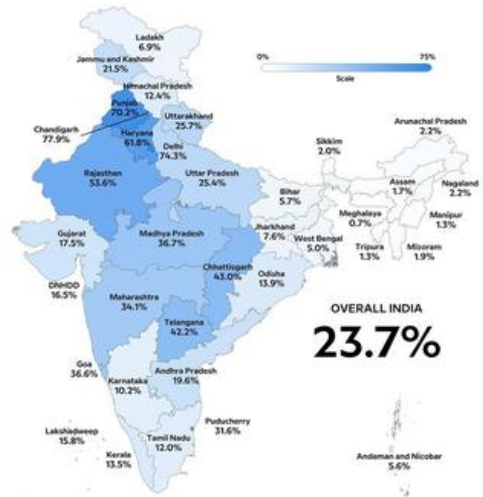 Ladakh
6.9%
Jammu and Kashmir
21.5%
0%
75%
Scale
Himachal Pradesh
12.4%
Punjab
70.2%
Chandigarh
77.9%
Uttarakhand
25.7%
Haryana
61.8%
Delhi
74.3%
Arunachal Pradesh
2.2%
Sikkim
2.0%
Rajasthan
53.6%
Uttar Pradesh
25.4%
Bihar
5.7%
Assam
1.7%
Nagaland
2.2%
Meghalaya
0.7%
Manipur
1.3%
Gujarat
17.5%
Madhya Pradesh
36.7%
Jharkhand
7.6%
West Bengal
5.0%
Tripura
1.3%
Mizoram
1.9%
DNHDD
16.5%
Chhattisgarh
43.0%
Odisha
13.9%
Maharashtra
34.1%
Telangana
42.2%
OVERALL INDIA
23.7%
Goa
36.6%
Karnataka
10.2%
Andhra Pradesh
19.6%
Lakshadweep
15.8%
Kerala
13.5%
Tamil Nadu
12.0%
Puducherry
31.6%
Andaman and Nicobar
5.6%